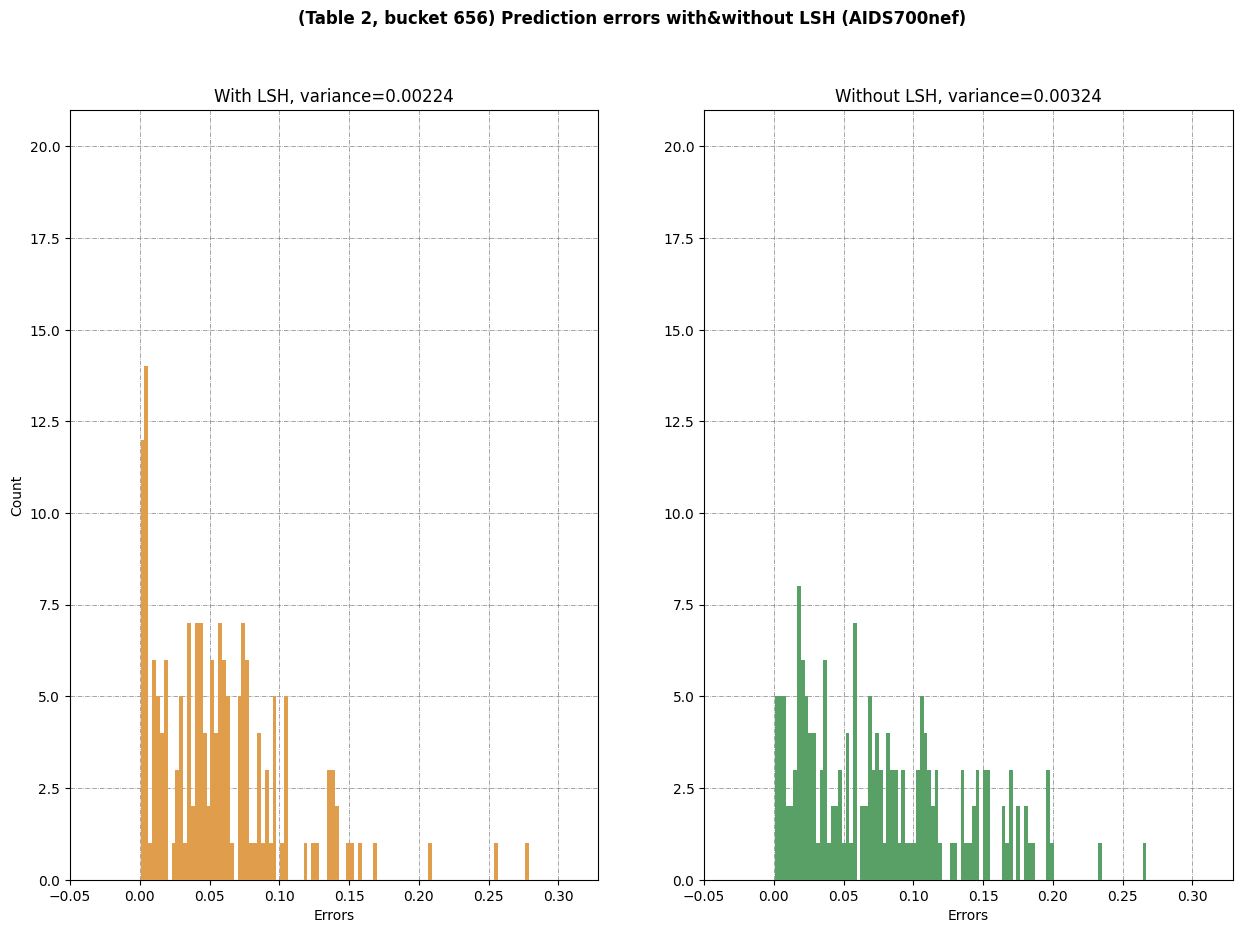 (Table 2, bucket 656) Prediction errors with&without LSH (AIDS700nef)
With LSH, variance=0.00224
20.0
17.5
15.0
12.5
10.0
7.5
5.0
2.5
0.0
Count
−0.05 0.00 0.05 0.10 0.15 0.20 0.25 0.30
Errors
Without LSH, variance=0.00324
20.0
17.5
15.0
12.5
10.0
7.5
5.0
2.5
0.0
−0.05 0.00 0.05 0.10 0.15 0.20 0.25 0.30
Errors